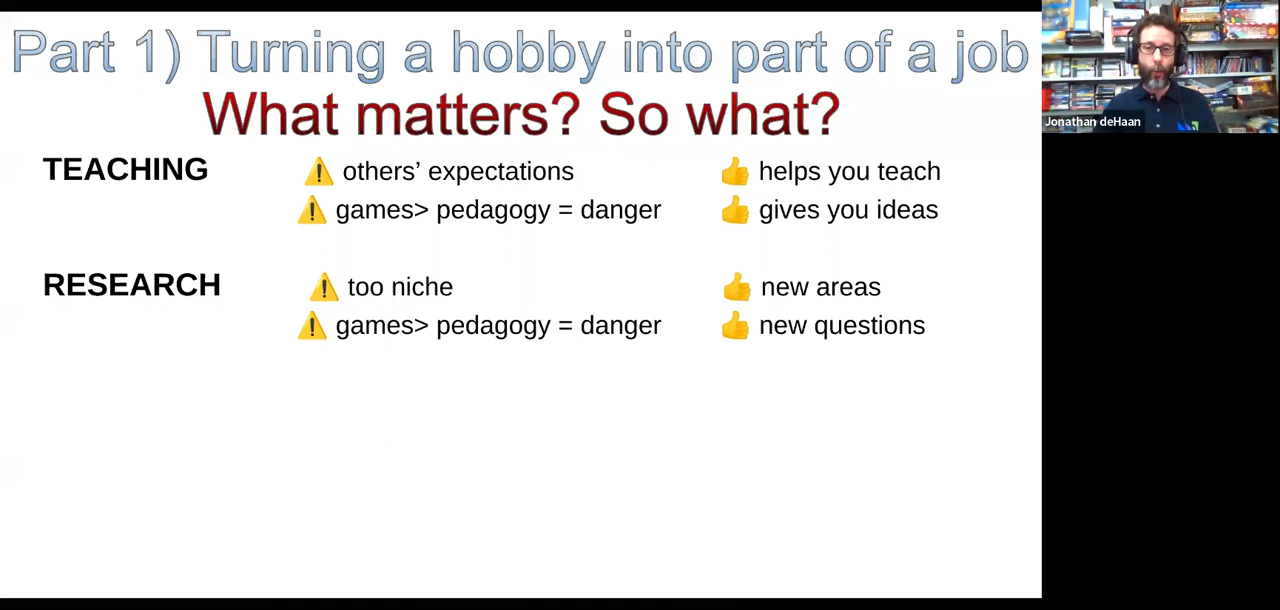 Part 1) Turning a hobby into part of a job
What matters? So what?
TEACHING ⚠️ others’ expectations 👍 helps you teach
⚠️ games> pedagogy = danger 👍 gives you ideas
RESEARCH ⚠️ too niche 👍 new areas
⚠️ games> pedagogy = danger 👍 new questions
Jonathan deHaan